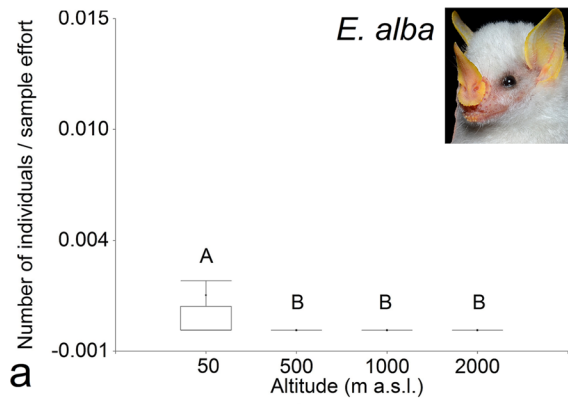 0.015
E. alba
0.010
Number of individuals / sample effort
0.004
A
B B B
-0.001
a
50 500 1000 2000
Altitude (m a.s.l.)